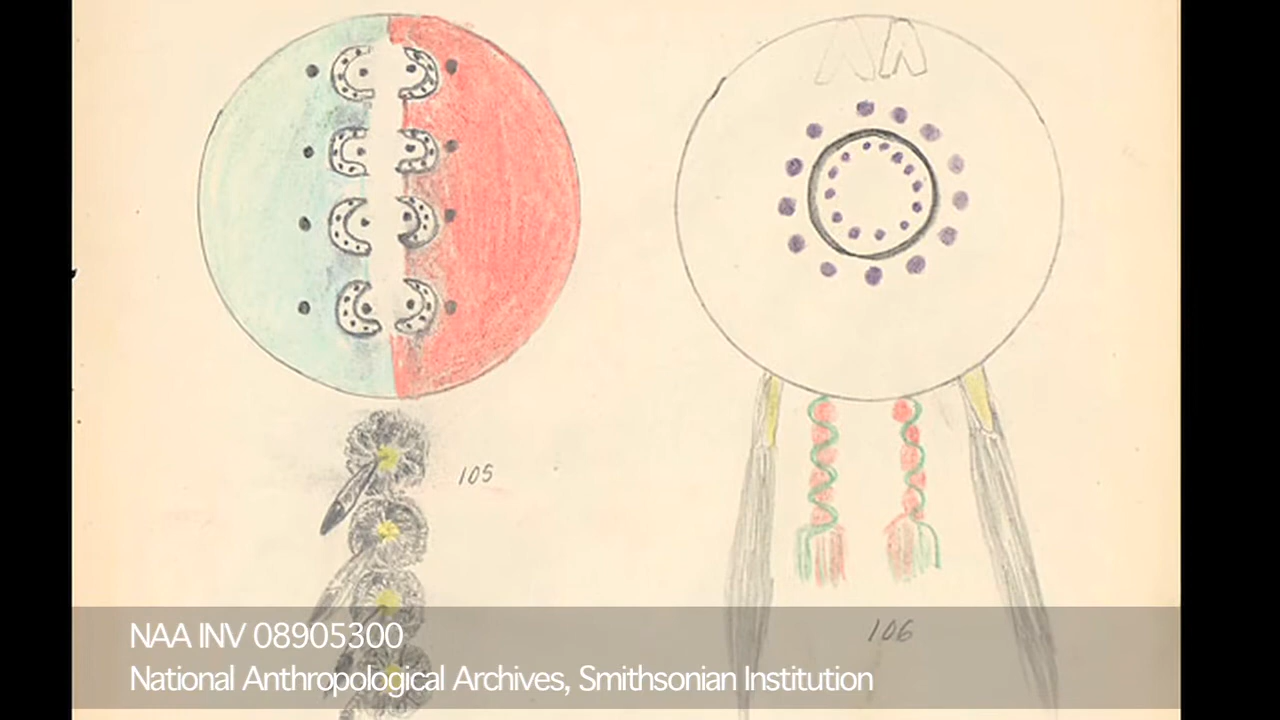 105
106
NAA INV 08905300
National Anthropological Archives, Smithsonian Institution